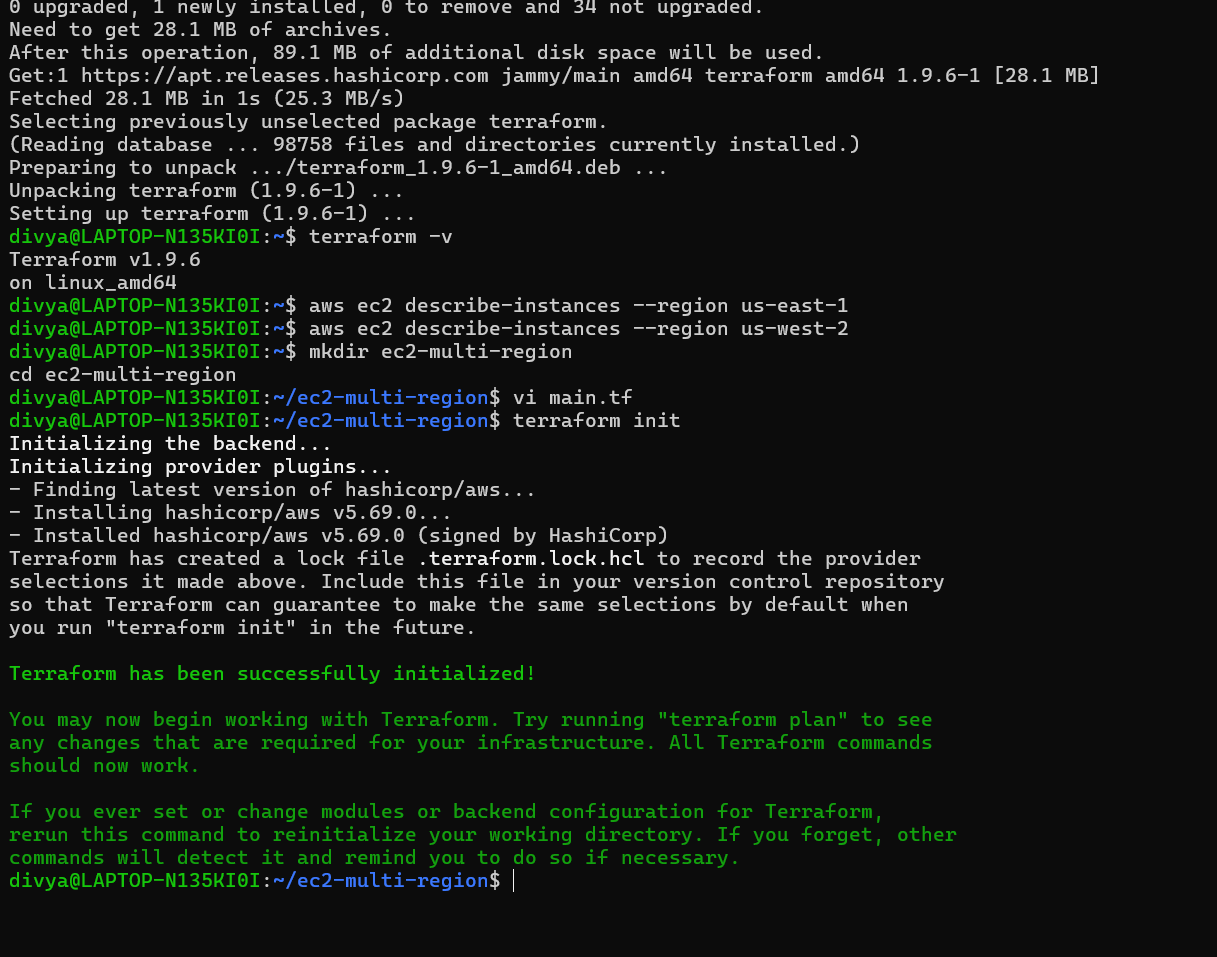 0 upgraded, 1 newly installed, 0 to remove and 34 not upgraded.
Need to get 28.1 MB of archives.
After this operation, 89.1 MB of additional disk space will be used.
Get:1 https://apt.releases.hashicorp.com jammy/main amd64 terraform amd64 1.9.6-1 [28.1 MB]
Fetched 28.1 MB in 1s (25.3 MB/s)
Selecting previously unselected package terraform.
(Reading database ... 98758 files and directories currently installed.)
Preparing to unpack .../terraform_1.9.6-1_amd64.deb ...
Unpacking terraform (1.9.6-1) ...
Setting up terraform (1.9.6-1) ...
divya@LAPTOP-N135KI0I:~$ terraform -v
Terraform v1.9.6
on linux_amd64
divya@LAPTOP-N135KI0I:~$ aws ec2 describe-instances --region us-east-1
divya@LAPTOP-N135KI0I:~$ aws ec2 describe-instances --region us-west-2
divya@LAPTOP-N135KI0I:~$ mkdir ec2-multi-region
cd ec2-multi-region
divya@LAPTOP-N135KI0I:~/ec2-multi-region$ vi main.tf
divya@LAPTOP-N135KI0I:~/ec2-multi-region$ terraform init
Initializing the backend...
Initializing provider plugins...
- Finding latest version of hashicorp/aws...
- Installing hashicorp/aws v5.69.0...
- Installed hashicorp/aws v5.69.0 (signed by HashiCorp)
Terraform has created a lock file .terraform.lock.hcl to record the provider
selections it made above. Include this file in your version control repository
so that Terraform can guarantee to make the same selections by default when
you run "terraform init" in the future.
Terraform has been successfully initialized!
You may now begin working with Terraform. Try running "terraform plan" to see
any changes that are required for your infrastructure. All Terraform commands
should now work.
If you ever set or change modules or backend configuration for Terraform,
rerun this command to reinitialize your working directory. If you forget, other
commands will detect it and remind you to do so if necessary.
divya@LAPTOP-N135KI0I:~/ec2-multi-region$